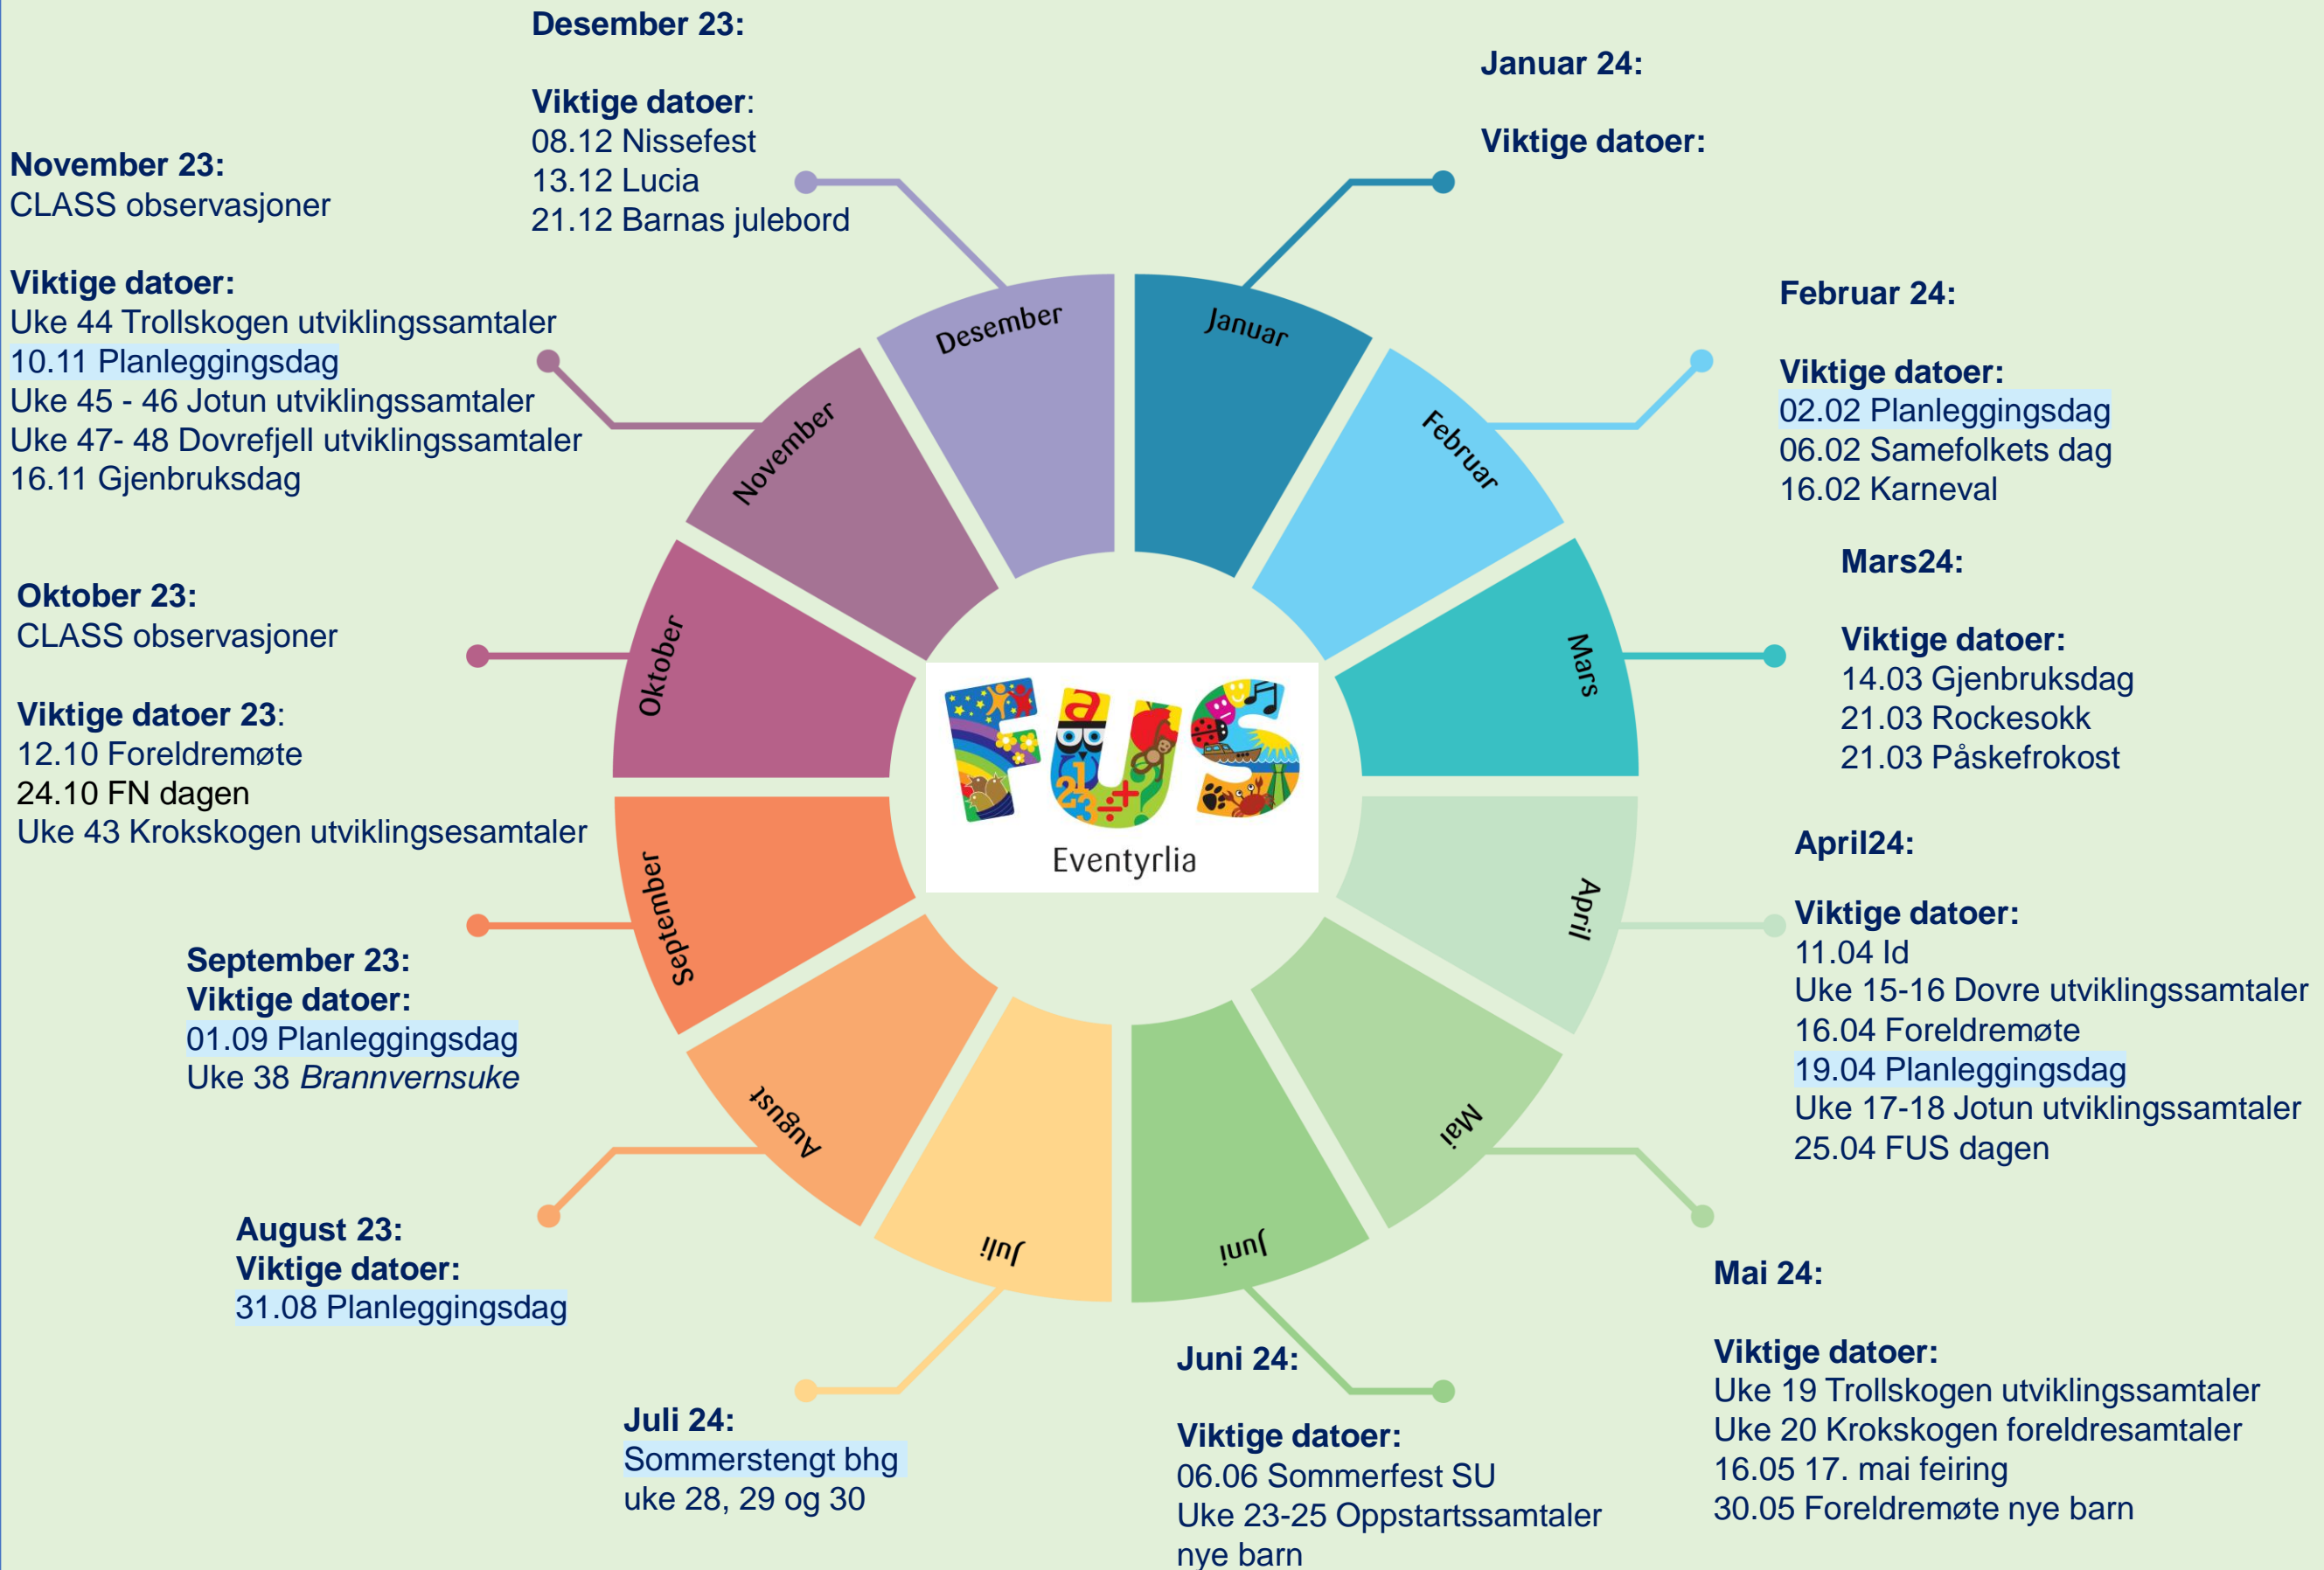 Desember 23:
Viktige datoer:
08.12 Nissefest
13.12 Lucia
21.12 Barnas julebord
Januar 24:
Viktige datoer:
Februar 24:
Viktige datoer:
02.02 Planleggingsdag
06.02 Samefolkets dag
16.02 Karneval
Mars24:
Viktige datoer:
14.03 Gjenbruksdag
21.03 Rockesokk
21.03 Påskefrokost
April24:
Viktige datoer:
11.04 Id
Uke 15-16 Dovre utviklingssamtaler
16.04 Foreldremøte
19.04 Planleggingsdag
Uke 17-18 Jotun utviklingssamtaler
25.04 FUS dagen
Mai 24:
Viktige datoer:
Uke 19 Trollskogen utviklingssamtaler
Uke 20 Krokskogen foreldresamtaler
16.05 17. mai feiring
30.05 Foreldremøte nye barn
Juni 24:
Viktige datoer:
06.06 Sommerfest SU
Uke 23-25 Oppstartssamtaler
nye barn
Juli 24:
Sommerstengt bhg
uke 28, 29 og 30
August 23:
Viktige datoer:
31.08 Planleggingsdag
September 23:
Viktige datoer:
01.09 Planleggingsdag
Uke 38 Brannvernsuke
Oktober 23:
CLASS observasjoner
Viktige datoer 23:
12.10 Foreldremøte
24.10 FN dagen
Uke 43 Krokskogen utviklingsesamtaler
November 23:
CLASS observasjoner
Viktige datoer:
Uke 44 Trollskogen utviklingssamtaler
10.11 Planleggingsdag
Uke 45 - 46 Jotun utviklingssamtaler
Uke 47- 48 Dovrefjell utviklingssamtaler
16.11 Gjenbruksdag
Januar
Februar
Mars
April
Mai
Juni
Juli
August
September
Oktober
November
Desember
FUS
Eventyrlia